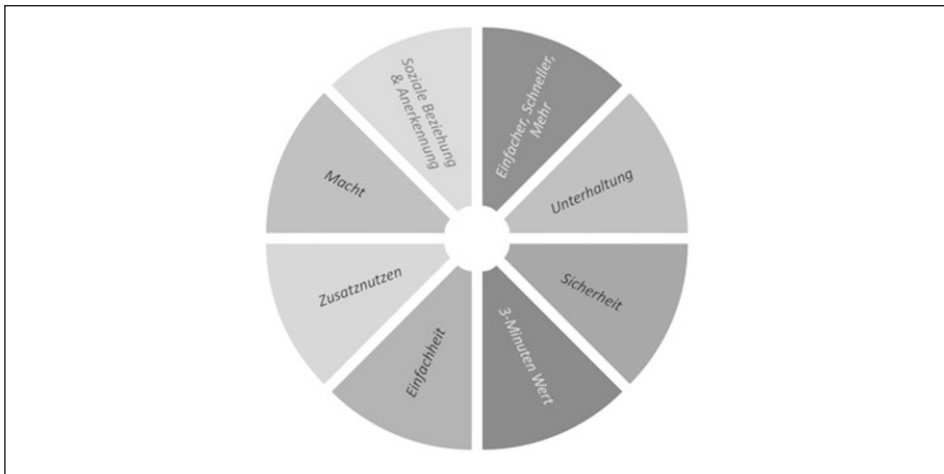 Soziale Beziehung
& Anerkennung
Einfacher, Schneller,
Mehr
Macht
Unterhaltung
Zusatznutzen
Sicherheit
Einfachheit
3-Minuten Wert